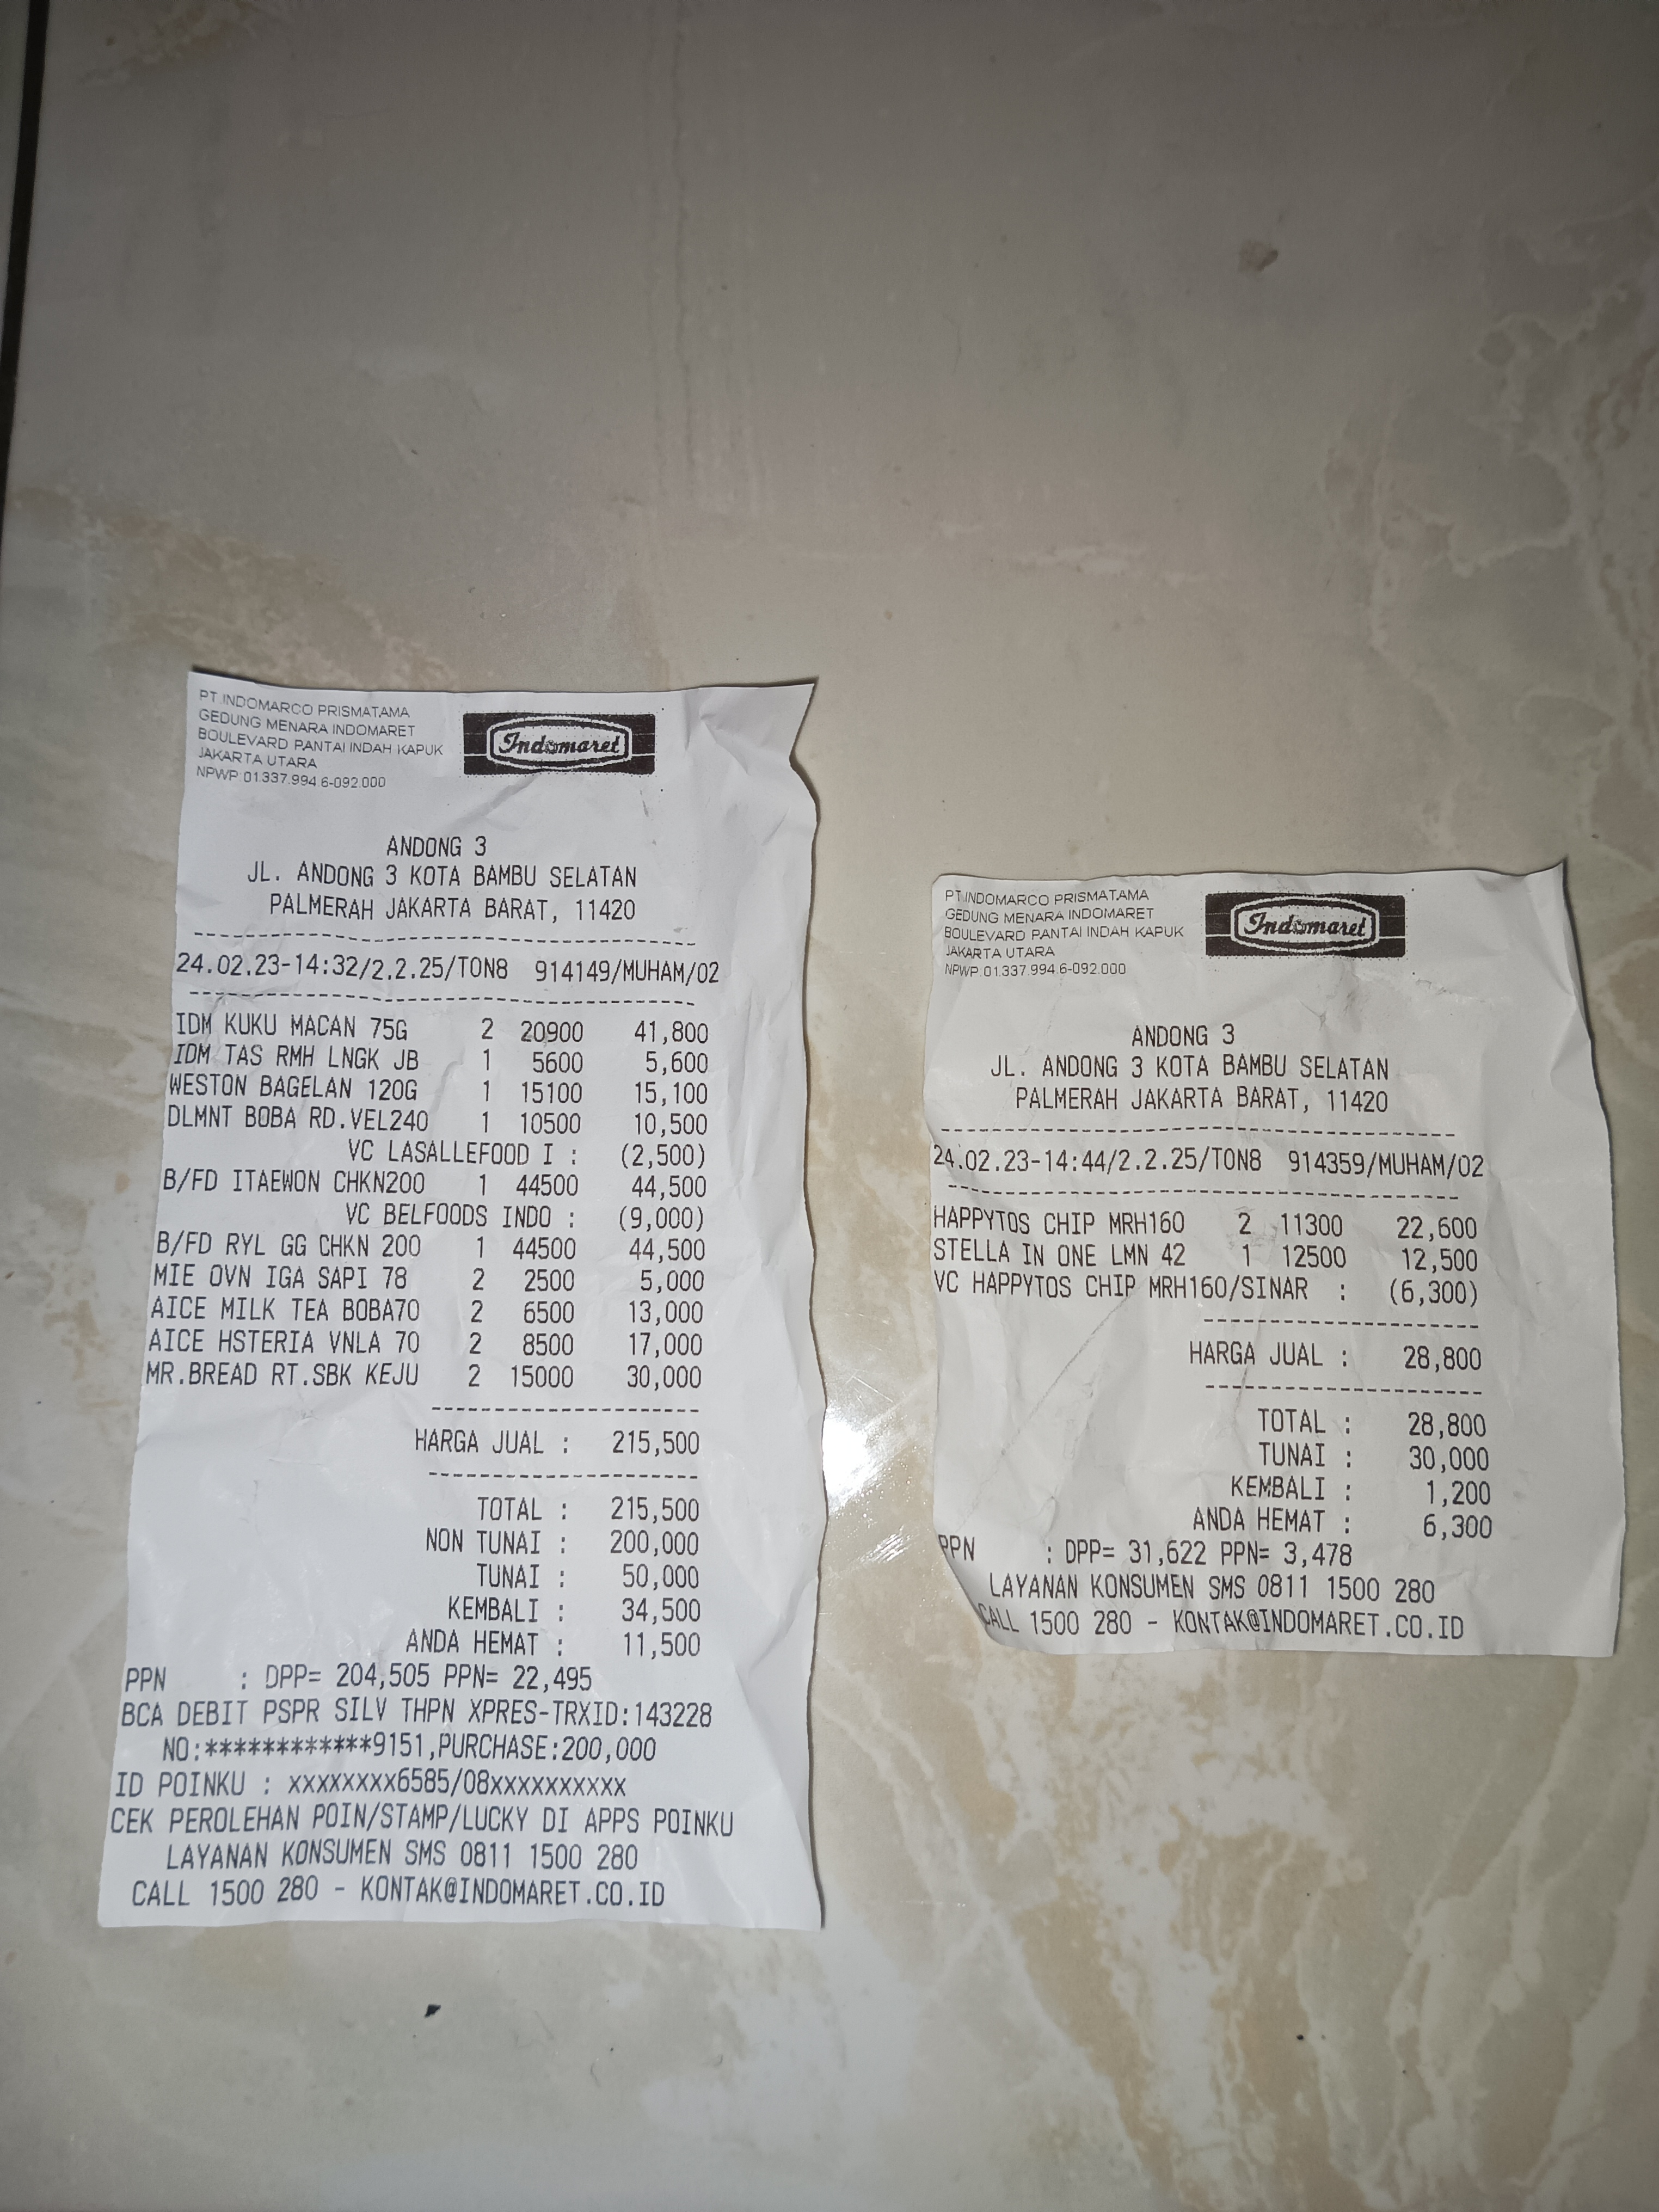 PT.INDOMARCO PRISMATAMA
GEDUNG MENARA INDOMARET
BOULEVARD PANTAI INDAH KAPUK
JAKARTA UTARA
NPWP:01.337.994.6-092.000
Indomaret
ANDONG 3
JL. ANDONG 3 KOTA BAMBU SELATAN
PALMERAH JAKARTA BARAT, 11420
24.02.23-14:32/2.2.25/TON8 914149/MUHAM/02
IDM KUKU MACAN 75G 2 20900 41,800
IDM TAS RMH LNGK JB 1 5600 5,600
WESTON BAGELAN 120G 1 15100 15,100
DLMNT BOBA RD.VEL240 1 10500 10,500
VC LASALLEFOOD I : (2,500)
B/FD ITAEWON CHKN200 1 44500 44,500
VC BELFOODS INDO : (9,000)
B/FD RYL GG CHKN 200 1 44500 44,500
MIE OVN IGA SAPI 78 2 2500 5,000
AICE MILK TEA BOBA70 2 6500 13,000
AICE HSTERIA VNLA 70 2 8500 17,000
MR.BREAD RT.SBK KEJU 2 15000 30,000
HARGA JUAL : 215,500
TOTAL : 215,500
NON TUNAI : 200,000
TUNAI : 50,000
KEMBALI : 34,500
ANDA HEMAT : 11,500
PPN : DPP= 204,505 PPN= 22,495
BCA DEBIT PSPR SILV THPN XPRES-TRXID:143228
NO:************9151,PURCHASE:200,000
ID POINKU : xxxxxxxx6585/08xxxxxxxxxx
CEK PEROLEHAN POIN/STAMP/LUCKY DI APPS POINKU
LAYANAN KONSUMEN SMS 0811 1500 280
CALL 1500 280 - KONTAK@INDOMARET.CO.ID
PT.INDOMARCO PRISMATAMA
GEDUNG MENARA INDOMARET
BOULEVARD PANTAI INDAH KAPUK
JAKARTA UTARA
NPWP:01.337.994.6-092.000
Indomaret
ANDONG 3
JL. ANDONG 3 KOTA BAMBU SELATAN
PALMERAH JAKARTA BARAT, 11420
24.02.23-14:44/2.2.25/TON8 914359/MUHAM/02
HAPPYTOS CHIP MRH160 2 11300 22,600
STELLA IN ONE LMN 42 1 12500 12,500
VC HAPPYTOS CHIP MRH160/SINAR : (6,300)
HARGA JUAL : 28,800
TOTAL : 28,800
TUNAI : 30,000
KEMBALI : 1,200
ANDA HEMAT : 6,300
PPN : DPP= 31,622 PPN= 3,478
LAYANAN KONSUMEN SMS 0811 1500 280
CALL 1500 280 - KONTAK@INDOMARET.CO.ID